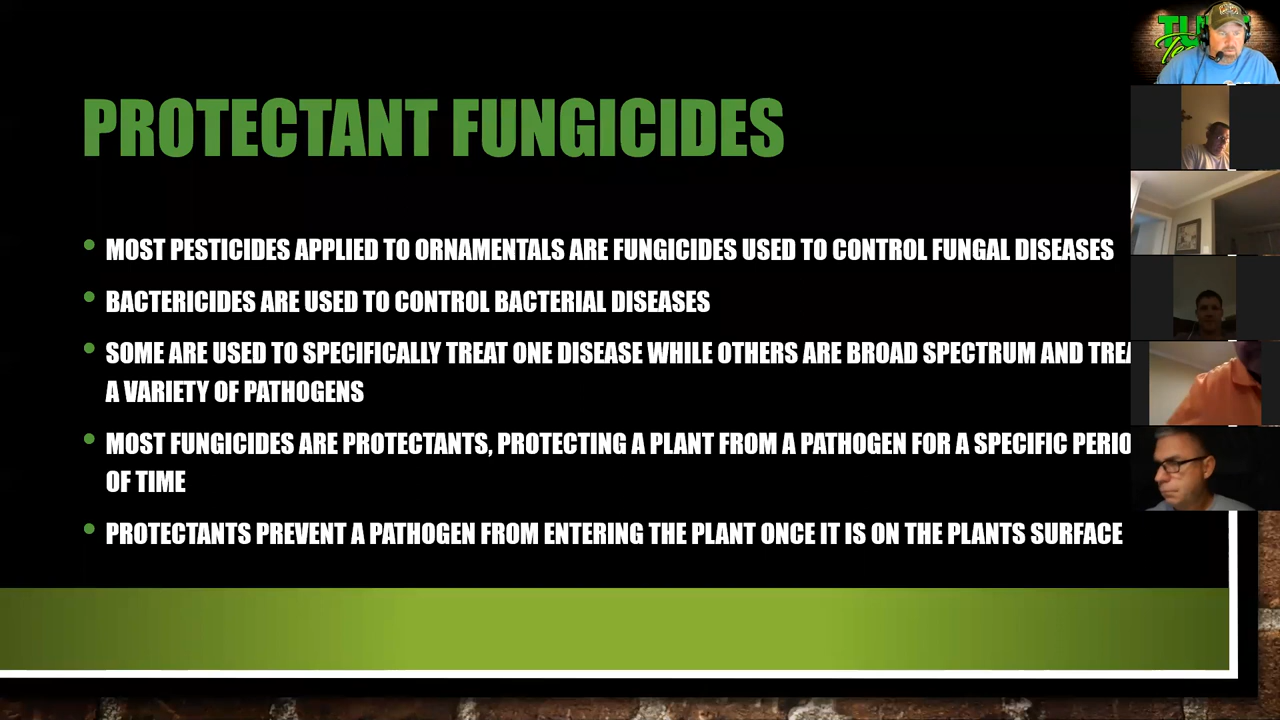 PROTECTANT FUNGICIDES
MOST PESTICIDES APPLIED TO ORNAMENTALS ARE FUNGICIDES USED TO CONTROL FUNGAL DISEASES
BACTERICIDES ARE USED TO CONTROL BACTERIAL DISEASES
SOME ARE USED TO SPECIFICALLY TREAT ONE DISEASE WHILE OTHERS ARE BROAD SPECTRUM AND
A VARIETY OF PATHOGENS
MOST FUNGICIDES ARE PROTECTANTS, PROTECTING A PLANT FROM A PATHOGEN FOR A SPECIFIC
OF TIME
PROTECTANTS PREVENT A PATHOGEN FROM ENTERING THE PLANT ONCE IT IS ON THE PLANTS SURFACE